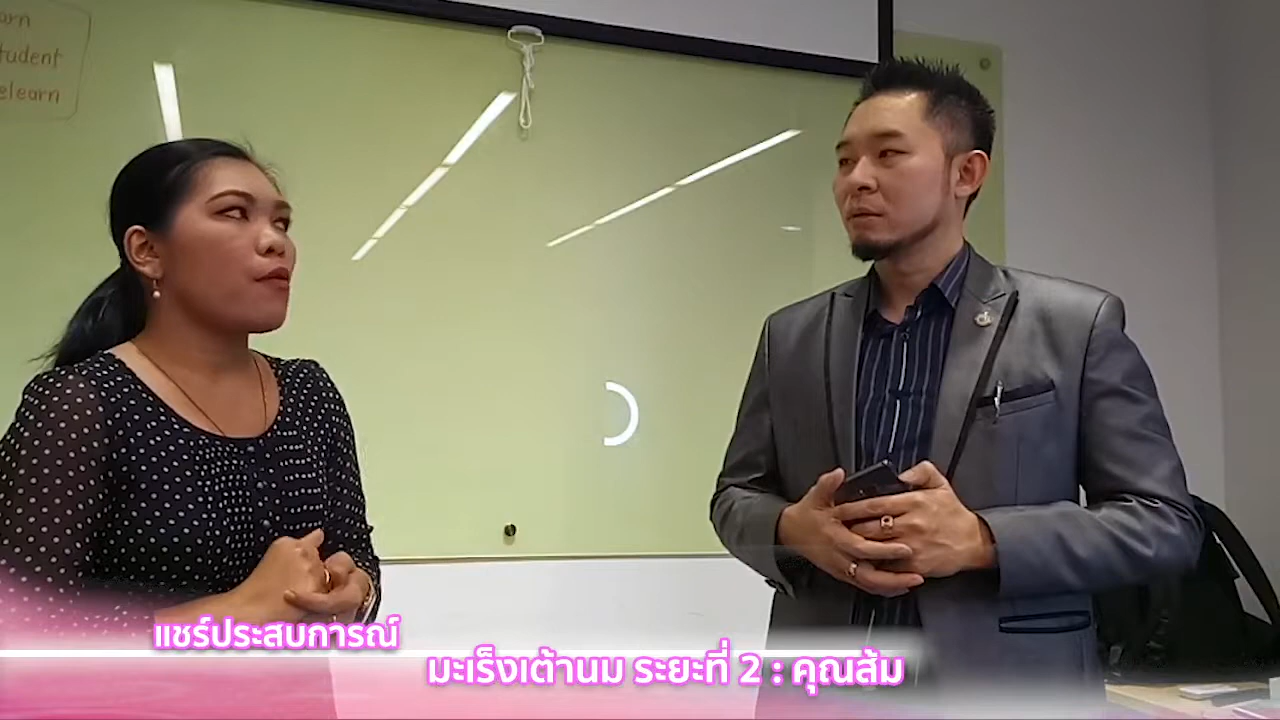 tudent
elearn
แชร์ประสบการณ์
มะเร็งเต้านม ระยะที่ 2 : คุณส้ม